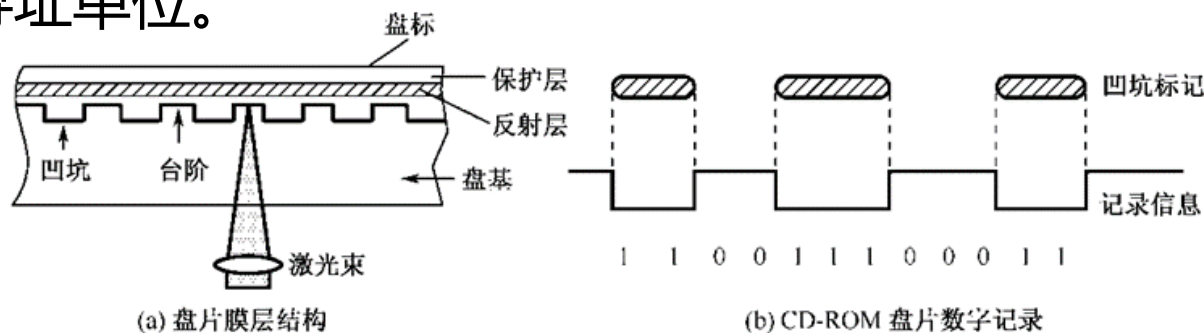 寻址单位。
盘标
保护层
反射层
凹坑
台阶
盘基
激光束
(a) 盘片膜层结构
凹坑标记
记录信息
1 1 0 0 1 1 1 0 0 0 1 1
(b) CD-ROM 盘片数字记录